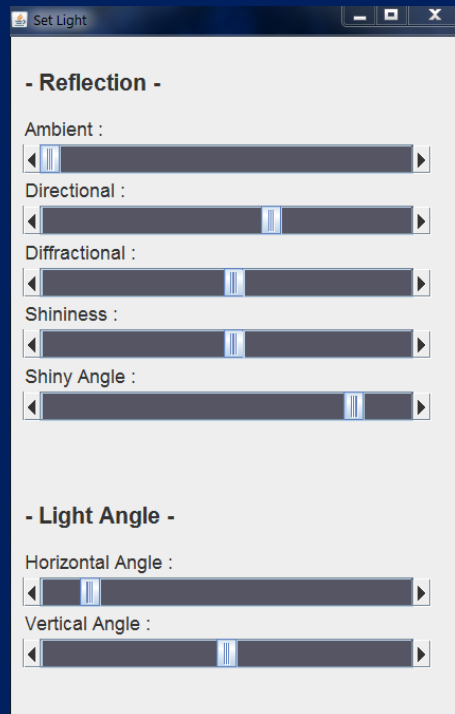 Set Light
- Reflection -
Ambient :
Directional :
Diffractional :
Shininess :
Shiny Angle :
- Light Angle -
Horizontal Angle :
Vertical Angle :